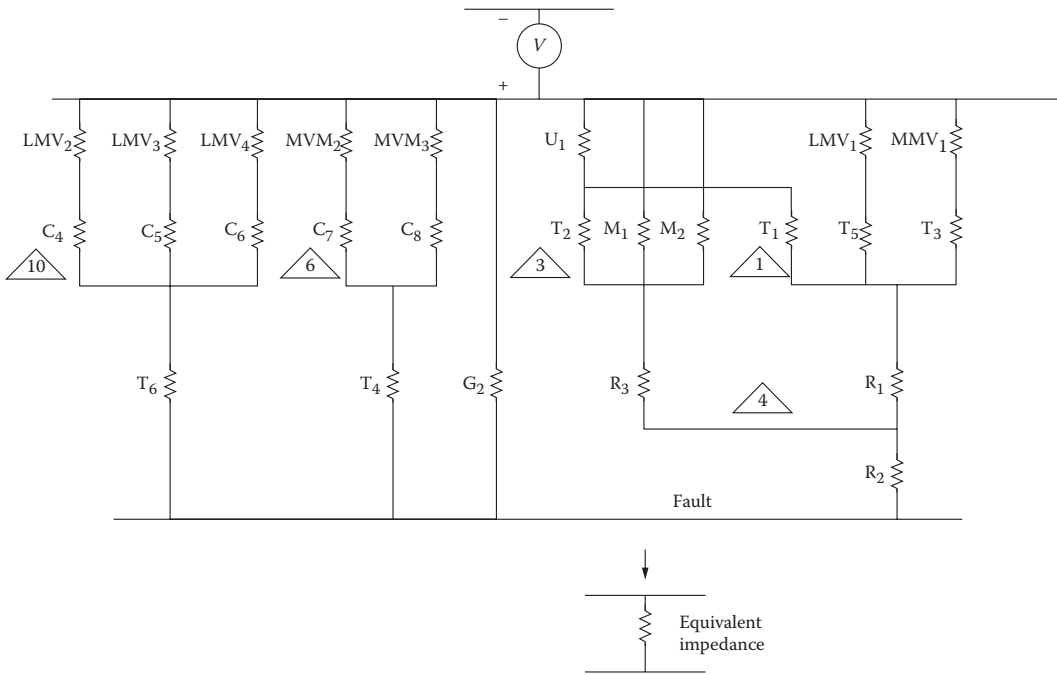 −
V
+
LMV2 LMV3 LMV4 MVM2 MVM3 U1 LMV1 MMV1
C4 C5 C6 C7 C8 T2 M1 M2 T1 T5 T3
10 6 3 1
T6 T4 G2 R3 R1
4
R2
Fault
Equivalent
impedance